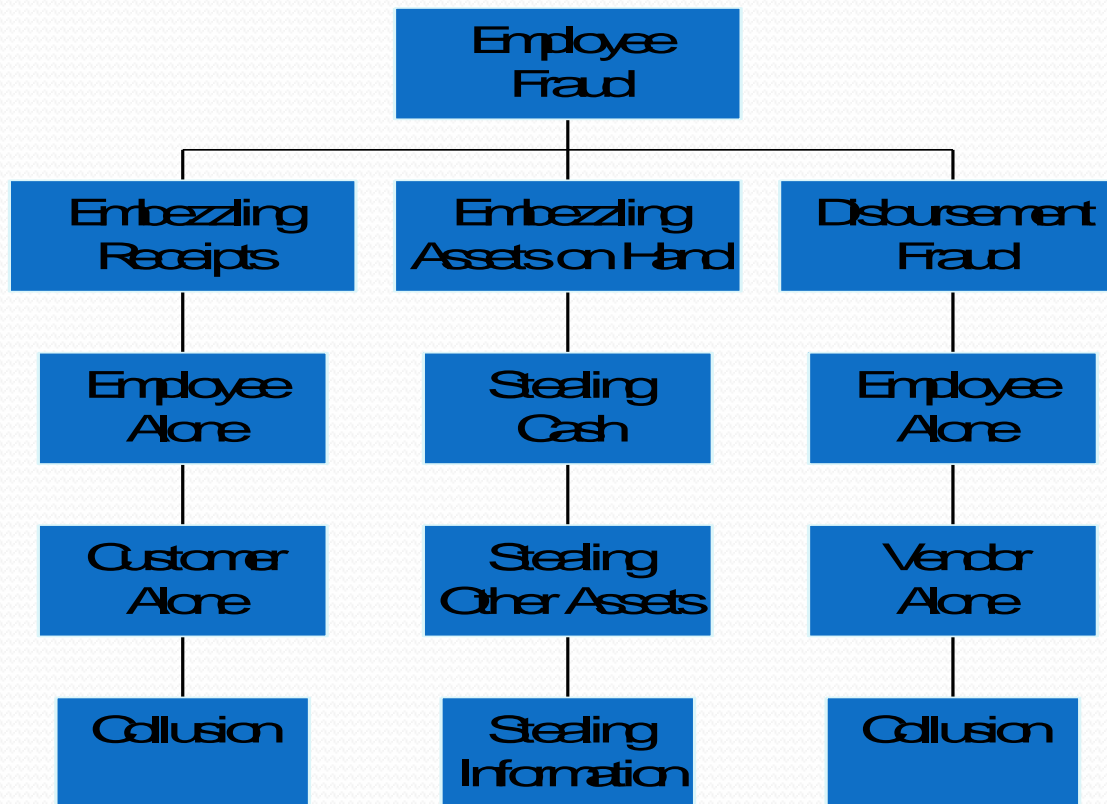 Employee
Fraud
Embezzling
Receipts
Embezzling
Assets on Hand
Disbursement
Fraud
Employee
Alone
Stealing
Cash
Employee
Alone
Customer
Alone
Stealing
Other Assets
Vendor
Alone
Collusion
Stealing
Information
Collusion